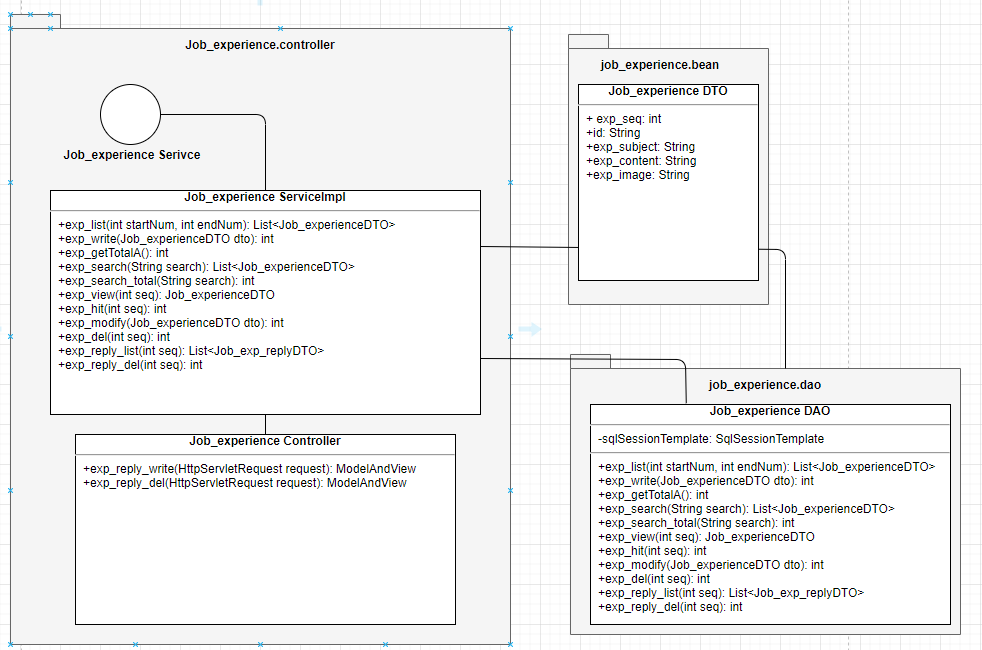 Job_experience.controller
Job_experience Serivce
Job_experience ServiceImpl
+exp_list(int startNum, int endNum): List<Job_experienceDTO>
+exp_write(Job_experienceDTO dto): int
+exp_getTotalA(): int
+exp_search(String search): List<Job_experienceDTO>
+exp_search_total(String search): int
+exp_view(int seq): Job_experienceDTO
+exp_hit(int seq): int
+exp_modify(Job_experienceDTO dto): int
+exp_del(int seq): int
+exp_reply_list(int seq): List<Job_exp_replyDTO>
+exp_reply_del(int seq): int
Job_experience Controller
+exp_reply_write(HttpServletRequest request): ModelAndView
+exp_reply_del(HttpServletRequest request): ModelAndView
job_experience.bean
Job_experience DTO
+ exp_seq: int
+id: String
+exp_subject: String
+exp_content: String
+exp_image: String
job_experience.dao
Job_experience DAO
-sqlSessionTemplate: SqlSessionTemplate
+exp_list(int startNum, int endNum): List<Job_experienceDTO>
+exp_write(Job_experienceDTO dto): int
+exp_getTotalA(): int
+exp_search(String search): List<Job_experienceDTO>
+exp_search_total(String search): int
+exp_view(int seq): Job_experienceDTO
+exp_hit(int seq): int
+exp_modify(Job_experienceDTO dto): int
+exp_del(int seq): int
+exp_reply_list(int seq): List<Job_exp_replyDTO>
+exp_reply_del(int seq): int